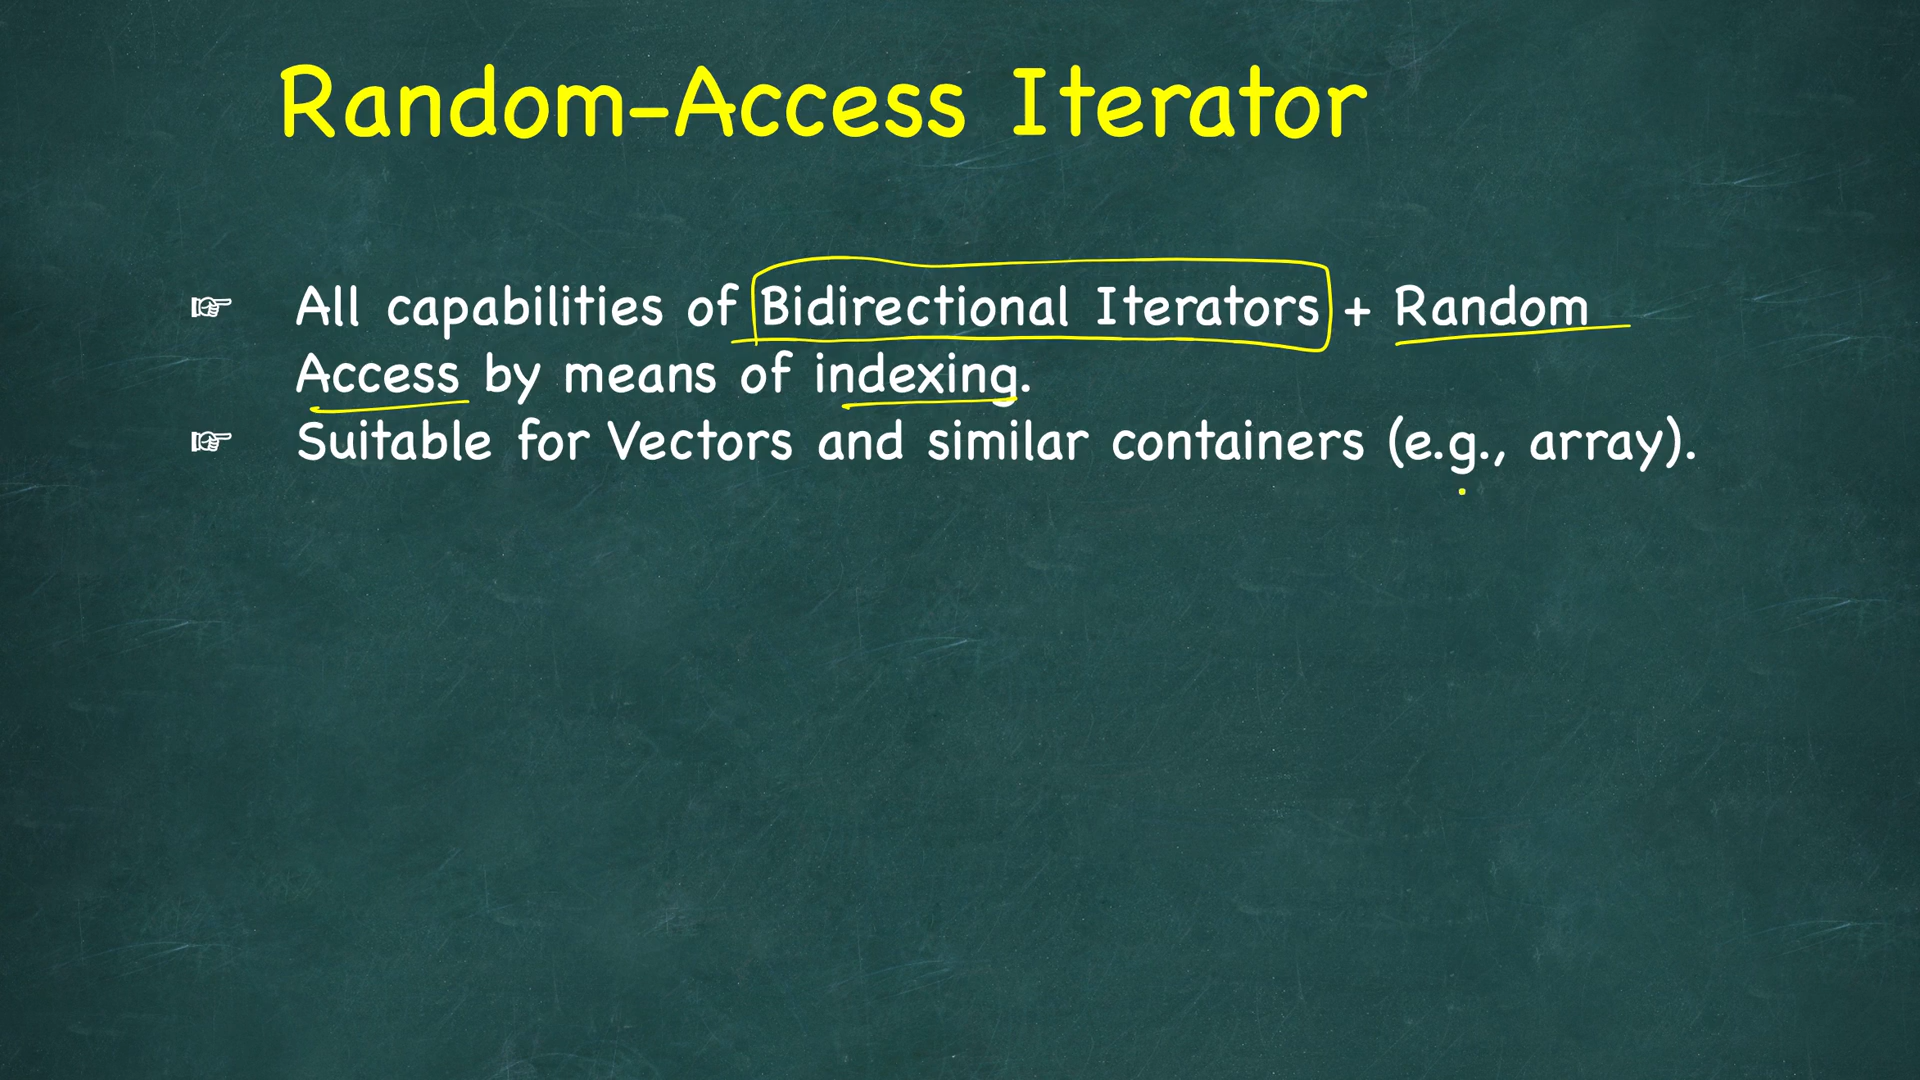 Random-Access Iterator
☞ All capabilities of Bidirectional Iterators + Random
Access by means of indexing.
☞ Suitable for Vectors and similar containers (e.g., array).